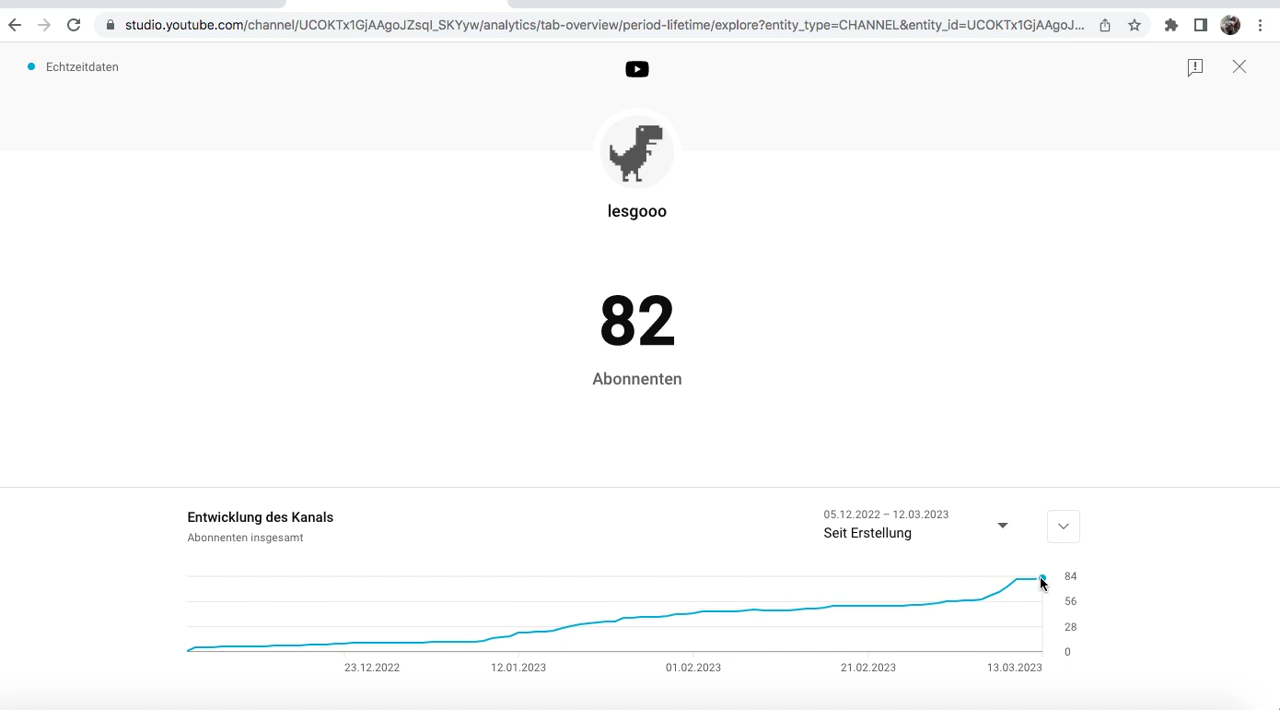 studio.youtube.com/channel/UCOKTx1GjAAgoJZsqI_SKYyw/analytics/tab-overview/period-lifetime/explore?entity_type=CHANNEL&entity_id=UCOKTx1GjAAgoJ...
Echtzeitdaten
lesgooo
82
Abonnenten
Entwicklung des Kanals
Abonnenten insgesamt
05.12.2022 – 12.03.2023
Seit Erstellung
84
56
28
0
23.12.2022 12.01.2023 01.02.2023 21.02.2023 13.03.2023